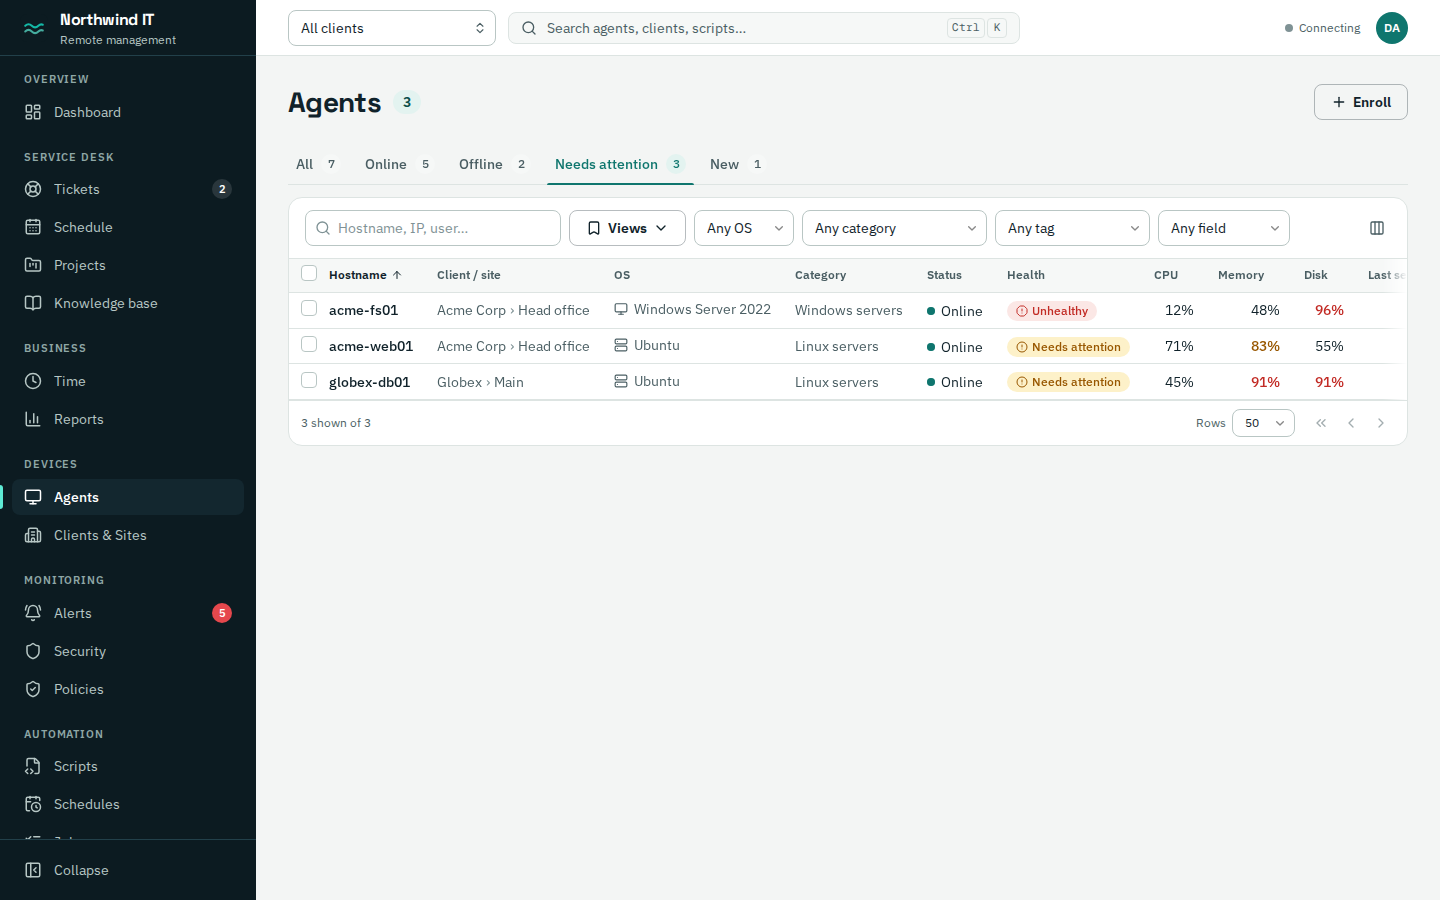 Northwind IT
Remote management
All clients
Search agents, clients, scripts...
Ctrl K
Connecting
DA
OVERVIEW
Dashboard
SERVICE DESK
Tickets 2
Schedule
Projects
Knowledge base
BUSINESS
Time
Reports
DEVICES
Agents
Clients & Sites
MONITORING
Alerts 5
Security
Policies
AUTOMATION
Scripts
Schedules
Collapse
Agents 3
Enroll
All 7 Online 5 Offline 2 Needs attention 3 New 1
Hostname, IP, user... Views Any OS Any category Any tag Any field
Hostname Client / site OS Category Status Health CPU Memory Disk Last
acme-fs01 Acme Corp › Head office Windows Server 2022 Windows servers Online Unhealthy 12% 48% 96%
acme-web01 Acme Corp › Head office Ubuntu Linux servers Online Needs attention 71% 83% 55%
globex-db01 Globex › Main Ubuntu Linux servers Online Needs attention 45% 91% 91%
3 shown of 3
Rows 50